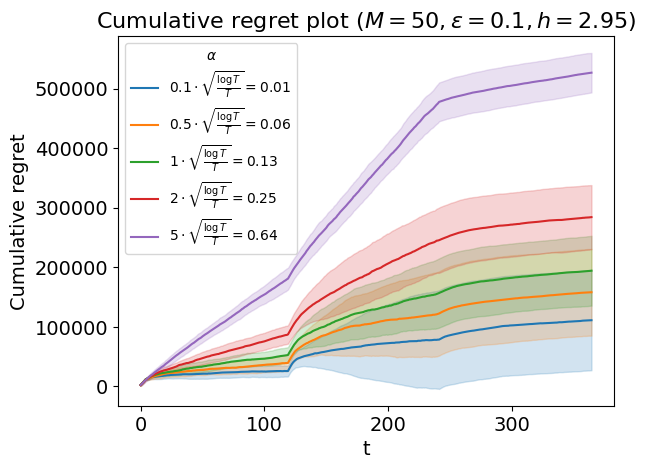 Cumulative regret plot (M = 50, ε = 0.1, h = 2.95)
Cumulative regret
500000
400000
300000
200000
100000
0
α
0.1 · √(log T / T) = 0.01
0.5 · √(log T / T) = 0.06
1 · √(log T / T) = 0.13
2 · √(log T / T) = 0.25
5 · √(log T / T) = 0.64
0 100 200 300
t